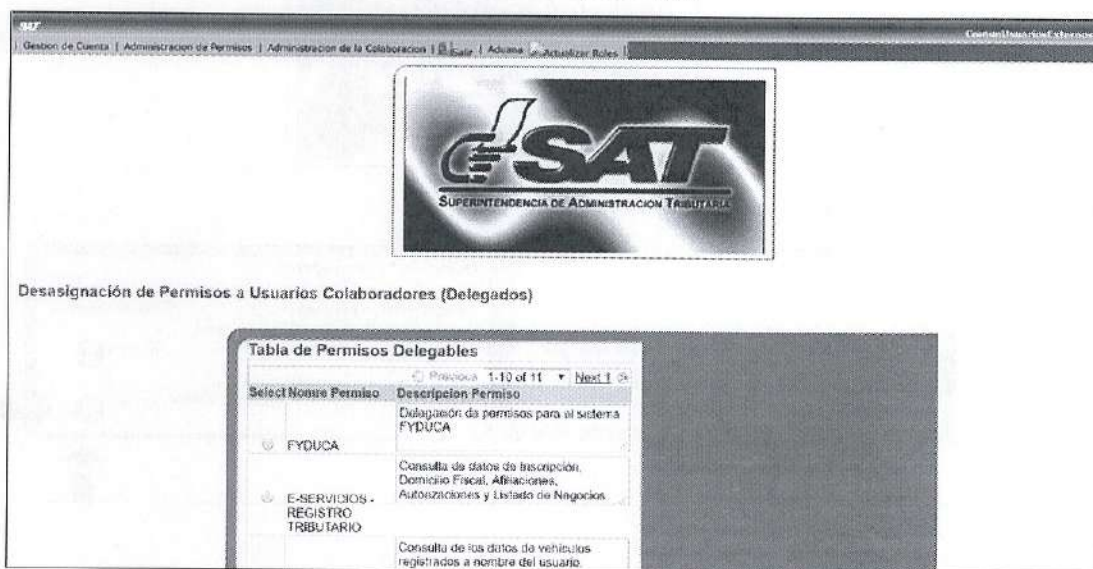 SAT
Gestion de Cuenta | Administracion de Permisos | Administracion de la Colaboracion | Salir | Aduana Actualizar Roles |
SAT
SUPERINTENDENCIA DE ADMINISTRACION TRIBUTARIA
Desasignación de Permisos a Usuarios Colaboradores (Delegados)
Tabla de Permisos Delegables
Previous 1-10 of 11 Next 1
Select Nombre Permiso Descripcion Permiso
Delegación de permisos para el sistema
FYDUCA
FYDUCA
Consulta de datos de Inscripción,
Domicilio Fiscal, Afiliaciones,
Autorizaciones y Listado de Negocios
E-SERVICIOS -
REGISTRO
TRIBUTARIO
Consulta de los datos de vehículos
registrados a nombre del usuario